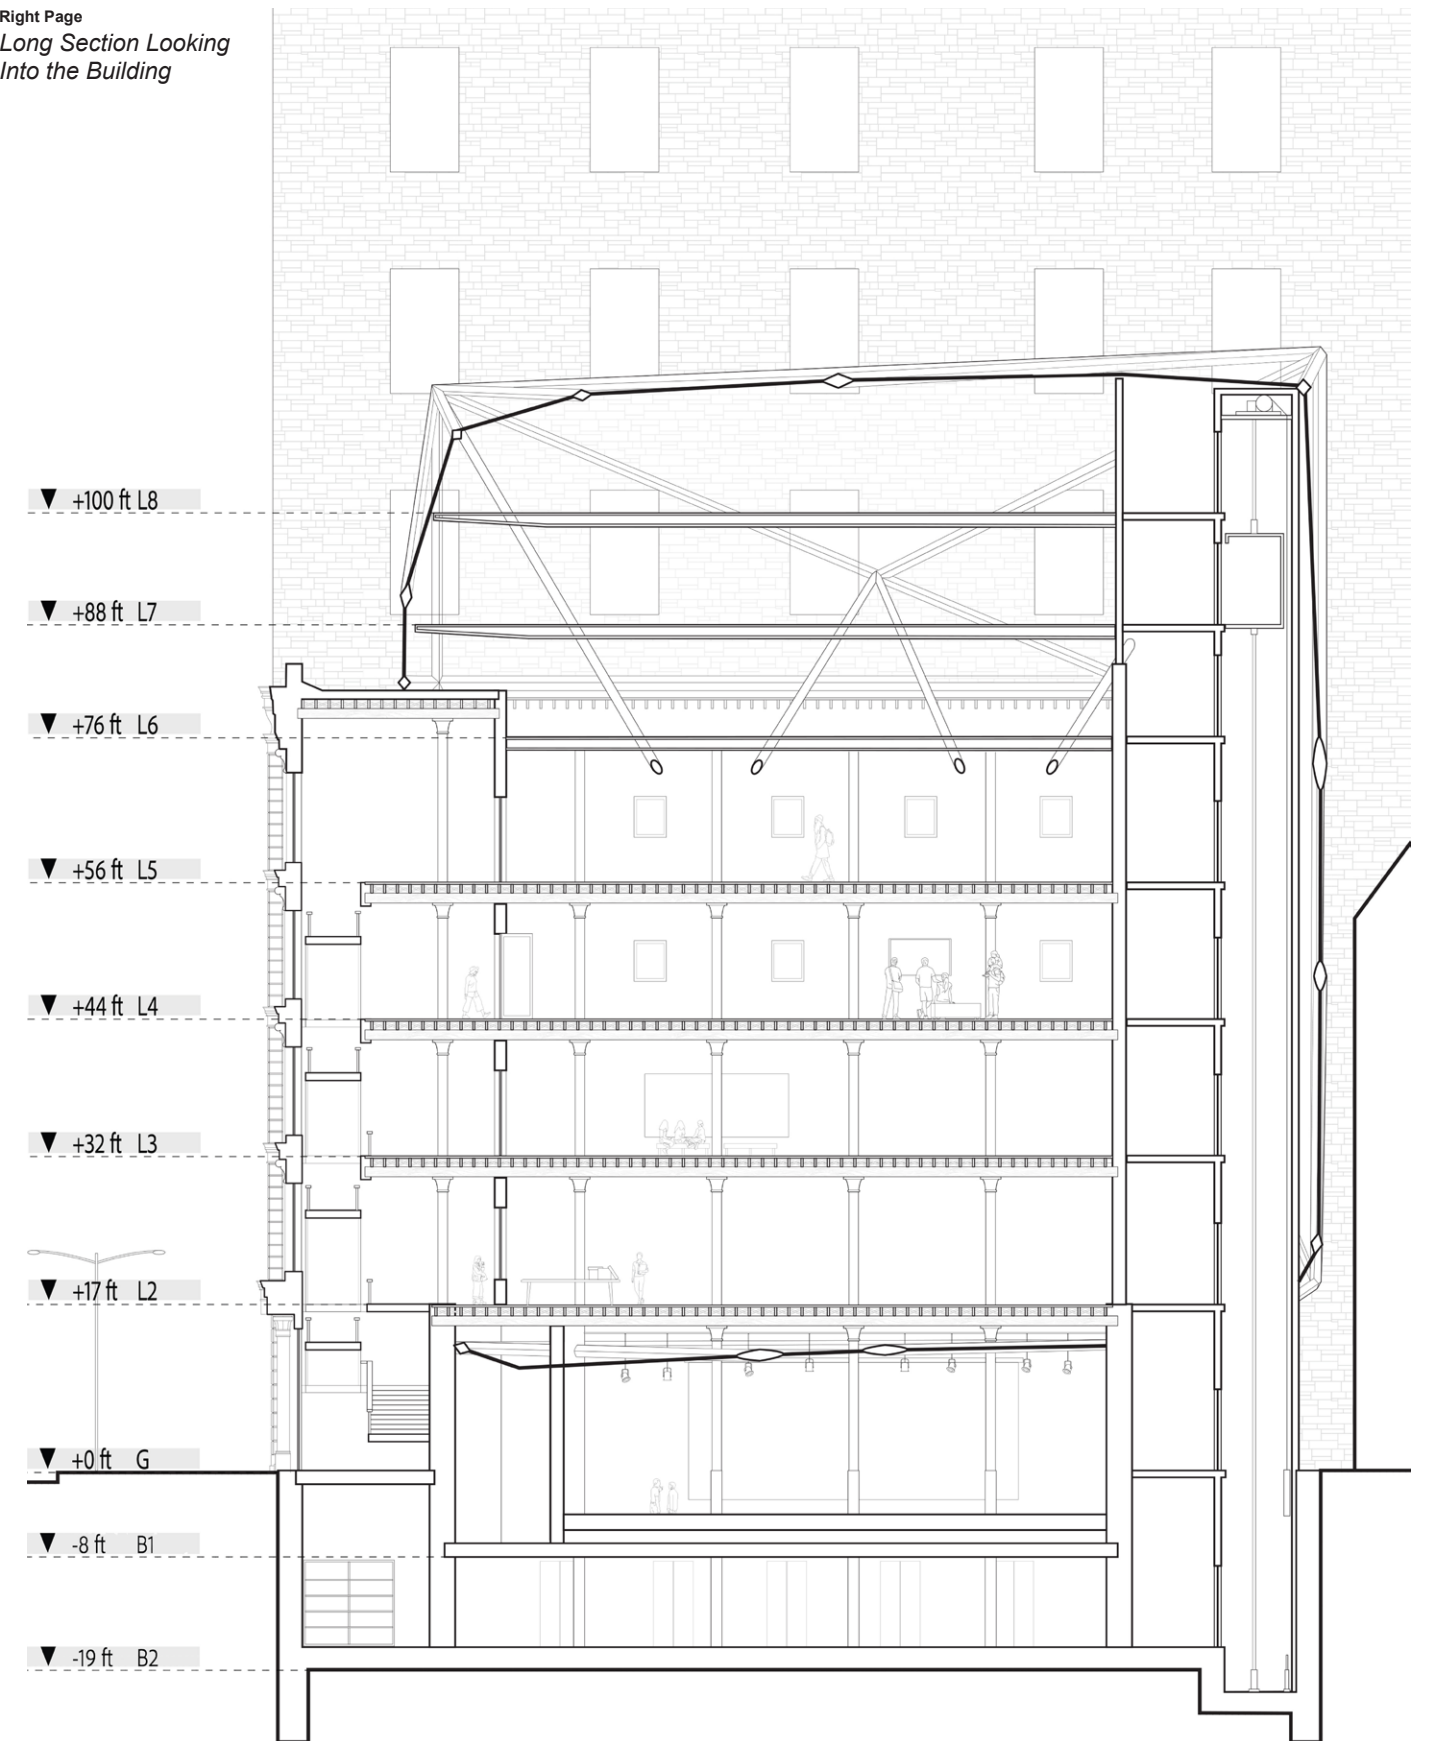 Right Page
Long Section Looking
Into the Building
+100 ft L8
+88 ft L7
+76 ft L6
+56 ft L5
+44 ft L4
+32 ft L3
+17 ft L2
+0 ft G
-8 ft B1
-19 ft B2